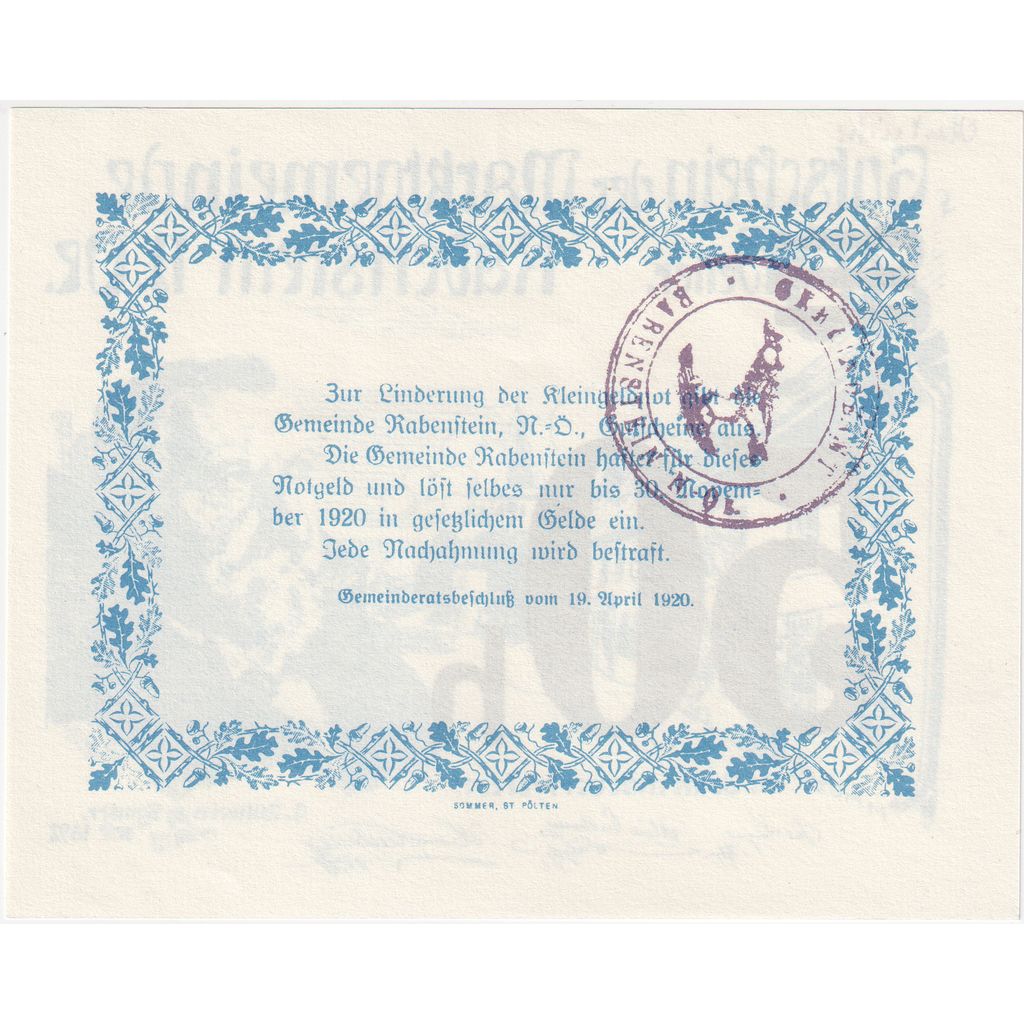 Zur Linderung der Kleingeldnot gibt die
Gemeinde Rabenstein, N.=Ö., Gutscheine aus.
Die Gemeinde Rabenstein haftet für dieses
Notgeld und löst selbes nur bis 30. Novem=
ber 1920 in gesetzlichem Gelde ein.
Jede Nachahmung wird bestraft.
Gemeinderatsbeschluß vom 19. April 1920.
SOMMER, ST. PÖLTEN